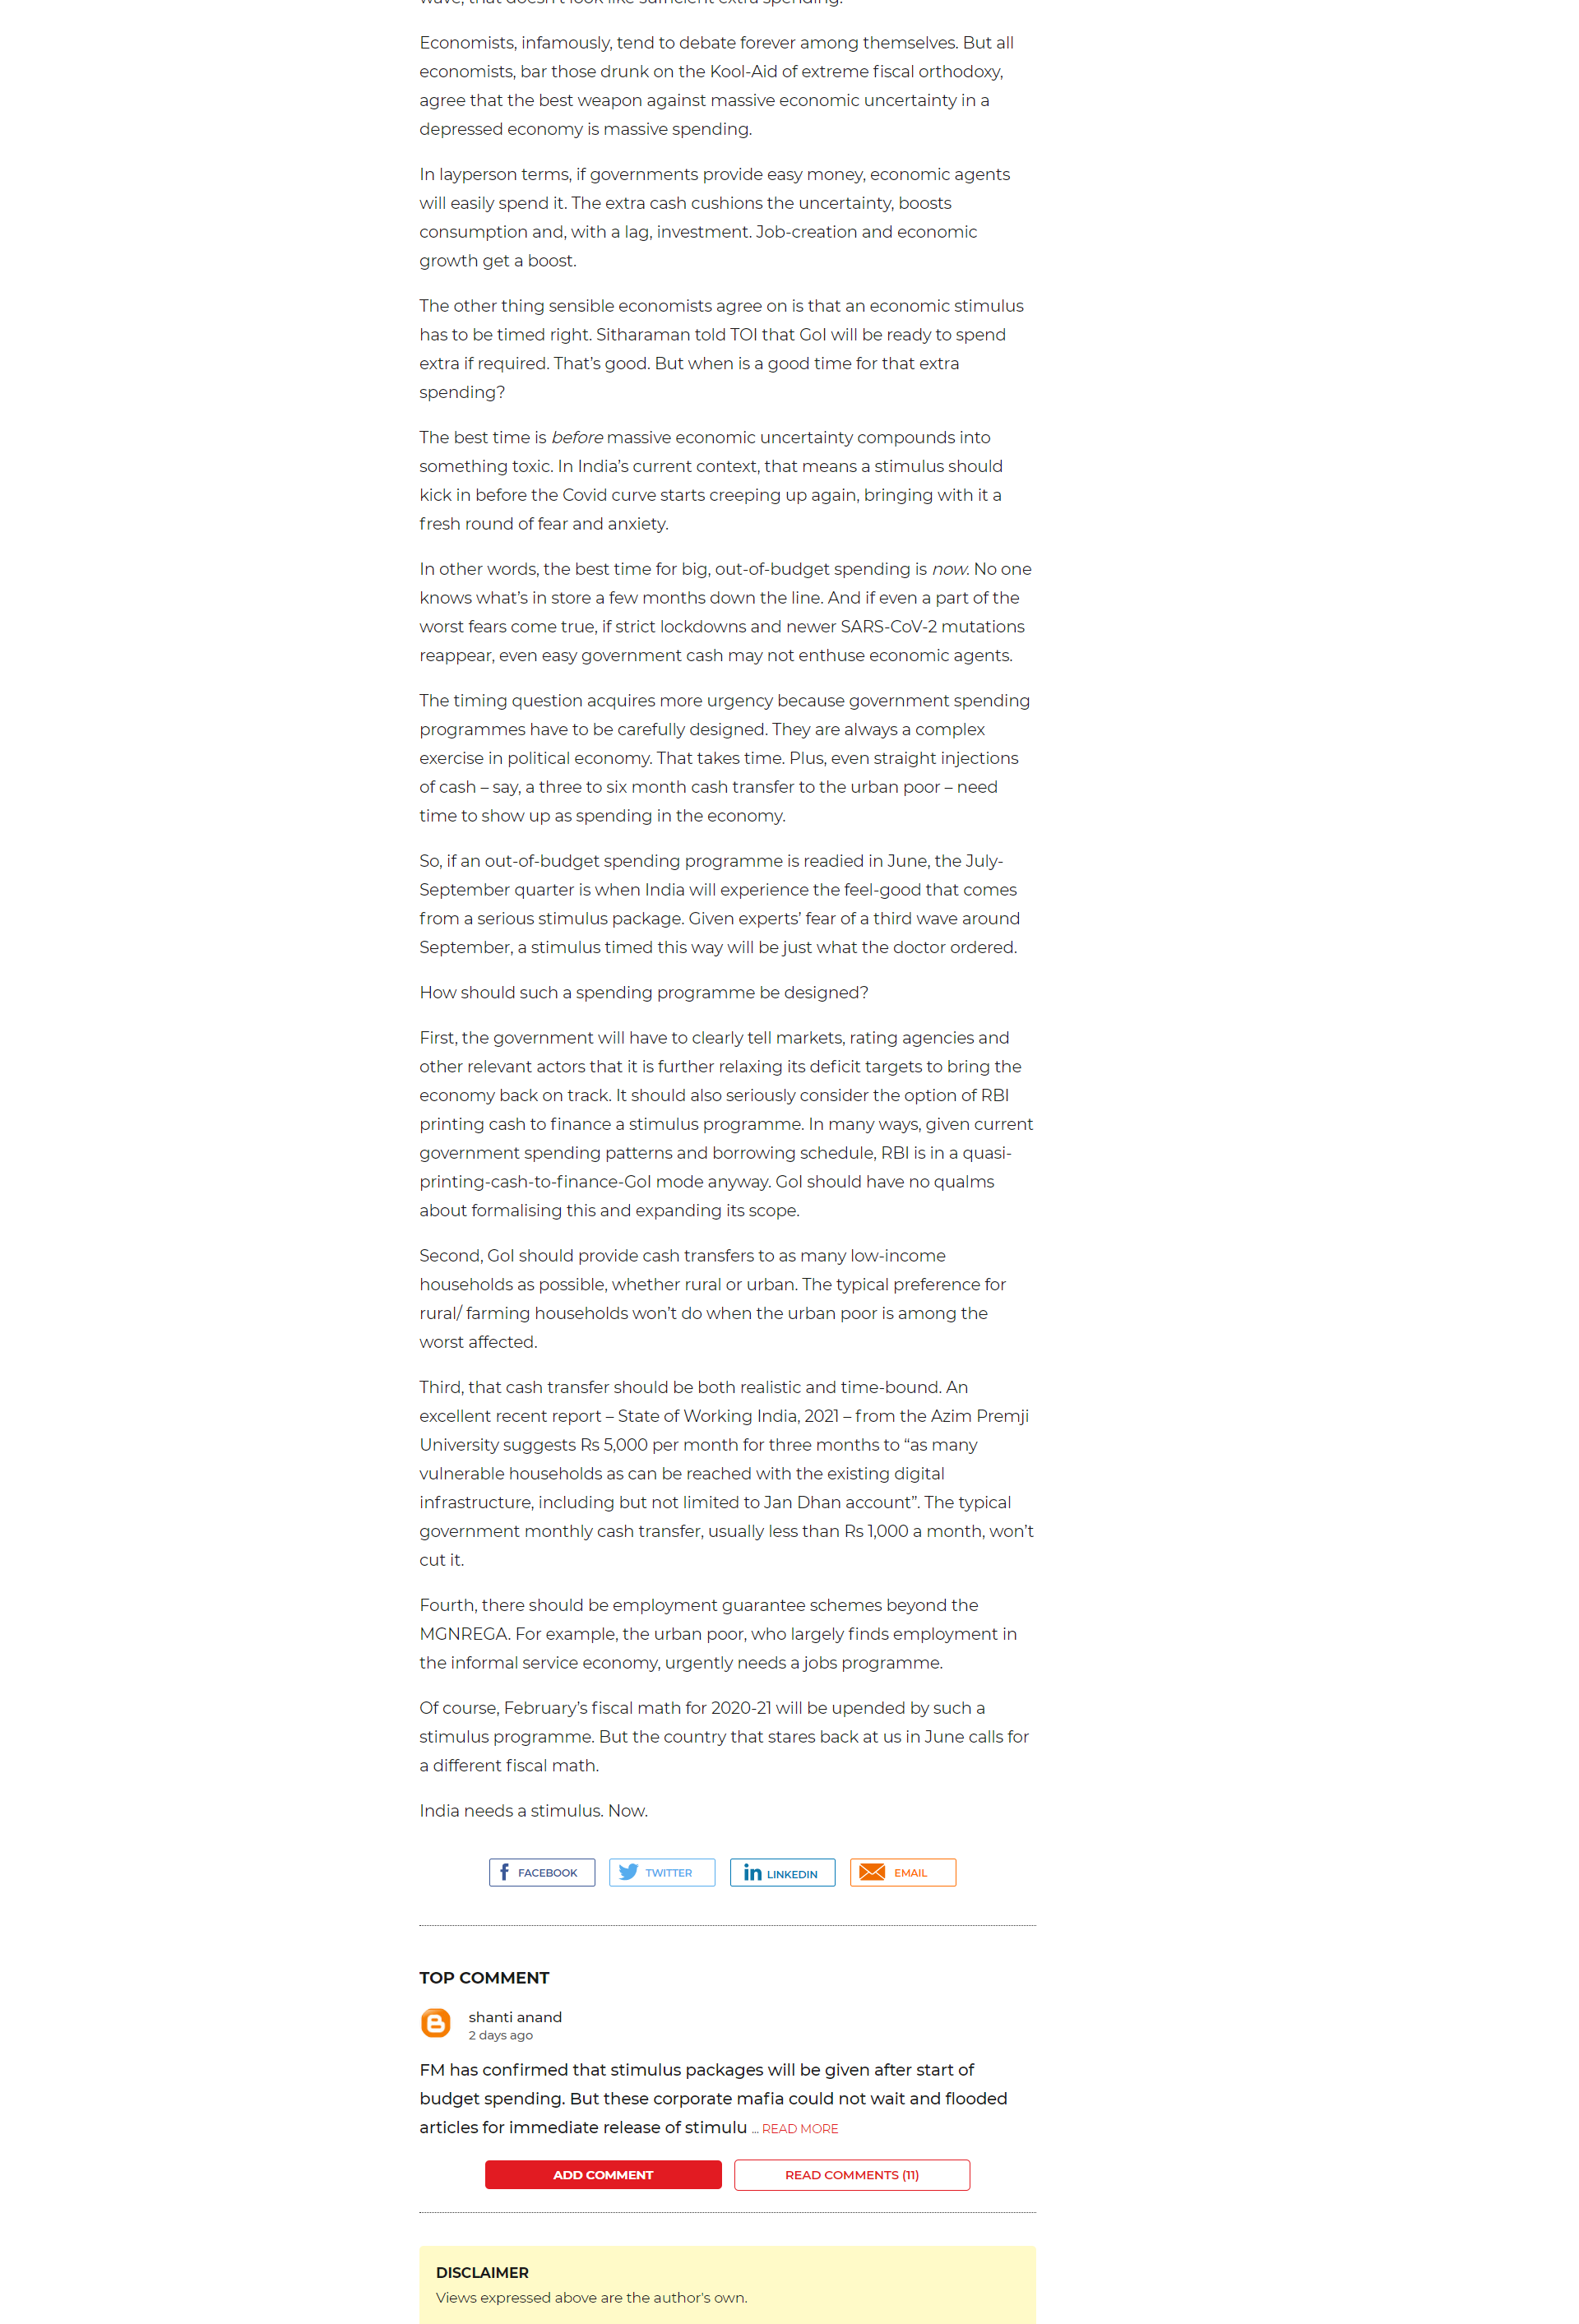 wave, that doesn't look like sufficient extra spending.
Economists, infamously, tend to debate forever among themselves. But all
economists, bar those drunk on the Kool-Aid of extreme fiscal orthodoxy,
agree that the best weapon against massive economic uncertainty in a
depressed economy is massive spending.
In layperson terms, if governments provide easy money, economic agents
will easily spend it. The extra cash cushions the uncertainty, boosts
consumption and, with a lag, investment. Job-creation and economic
growth get a boost.
The other thing sensible economists agree on is that an economic stimulus
has to be timed right. Sitharaman told TOI that GoI will be ready to spend
extra if required. That’s good. But when is a good time for that extra
spending?
The best time is before massive economic uncertainty compounds into
something toxic. In India’s current context, that means a stimulus should
kick in before the Covid curve starts creeping up again, bringing with it a
fresh round of fear and anxiety.
In other words, the best time for big, out-of-budget spending is now. No one
knows what’s in store a few months down the line. And if even a part of the
worst fears come true, if strict lockdowns and newer SARS-CoV-2 mutations
reappear, even easy government cash may not enthuse economic agents.
The timing question acquires more urgency because government spending
programmes have to be carefully designed. They are always a complex
exercise in political economy. That takes time. Plus, even straight injections
of cash – say, a three to six month cash transfer to the urban poor – need
time to show up as spending in the economy.
So, if an out-of-budget spending programme is readied in June, the July-
September quarter is when India will experience the feel-good that comes
from a serious stimulus package. Given experts’ fear of a third wave around
September, a stimulus timed this way will be just what the doctor ordered.
How should such a spending programme be designed?
First, the government will have to clearly tell markets, rating agencies and
other relevant actors that it is further relaxing its deficit targets to bring the
economy back on track. It should also seriously consider the option of RBI
printing cash to finance a stimulus programme. In many ways, given current
government spending patterns and borrowing schedule, RBI is in a quasi-
printing-cash-to-finance-GoI mode anyway. GoI should have no qualms
about formalising this and expanding its scope.
Second, GoI should provide cash transfers to as many low-income
households as possible, whether rural or urban. The typical preference for
rural/ farming households won’t do when the urban poor is among the
worst affected.
Third, that cash transfer should be both realistic and time-bound. An
excellent recent report – State of Working India, 2021 – from the Azim Premji
University suggests Rs 5,000 per month for three months to “as many
vulnerable households as can be reached with the existing digital
infrastructure, including but not limited to Jan Dhan account”. The typical
government monthly cash transfer, usually less than Rs 1,000 a month, won’t
cut it.
Fourth, there should be employment guarantee schemes beyond the
MGNREGA. For example, the urban poor, who largely finds employment in
the informal service economy, urgently needs a jobs programme.
Of course, February’s fiscal math for 2020-21 will be upended by such a
stimulus programme. But the country that stares back at us in June calls for
a different fiscal math.
India needs a stimulus. Now.
FACEBOOK TWITTER LINKEDIN EMAIL
TOP COMMENT
shanti anand
2 days ago
FM has confirmed that stimulus packages will be given after start of
budget spending. But these corporate mafia could not wait and flooded
articles for immediate release of stimulu ... READ MORE
ADD COMMENT READ COMMENTS (11)
DISCLAIMER
Views expressed above are the author's own.